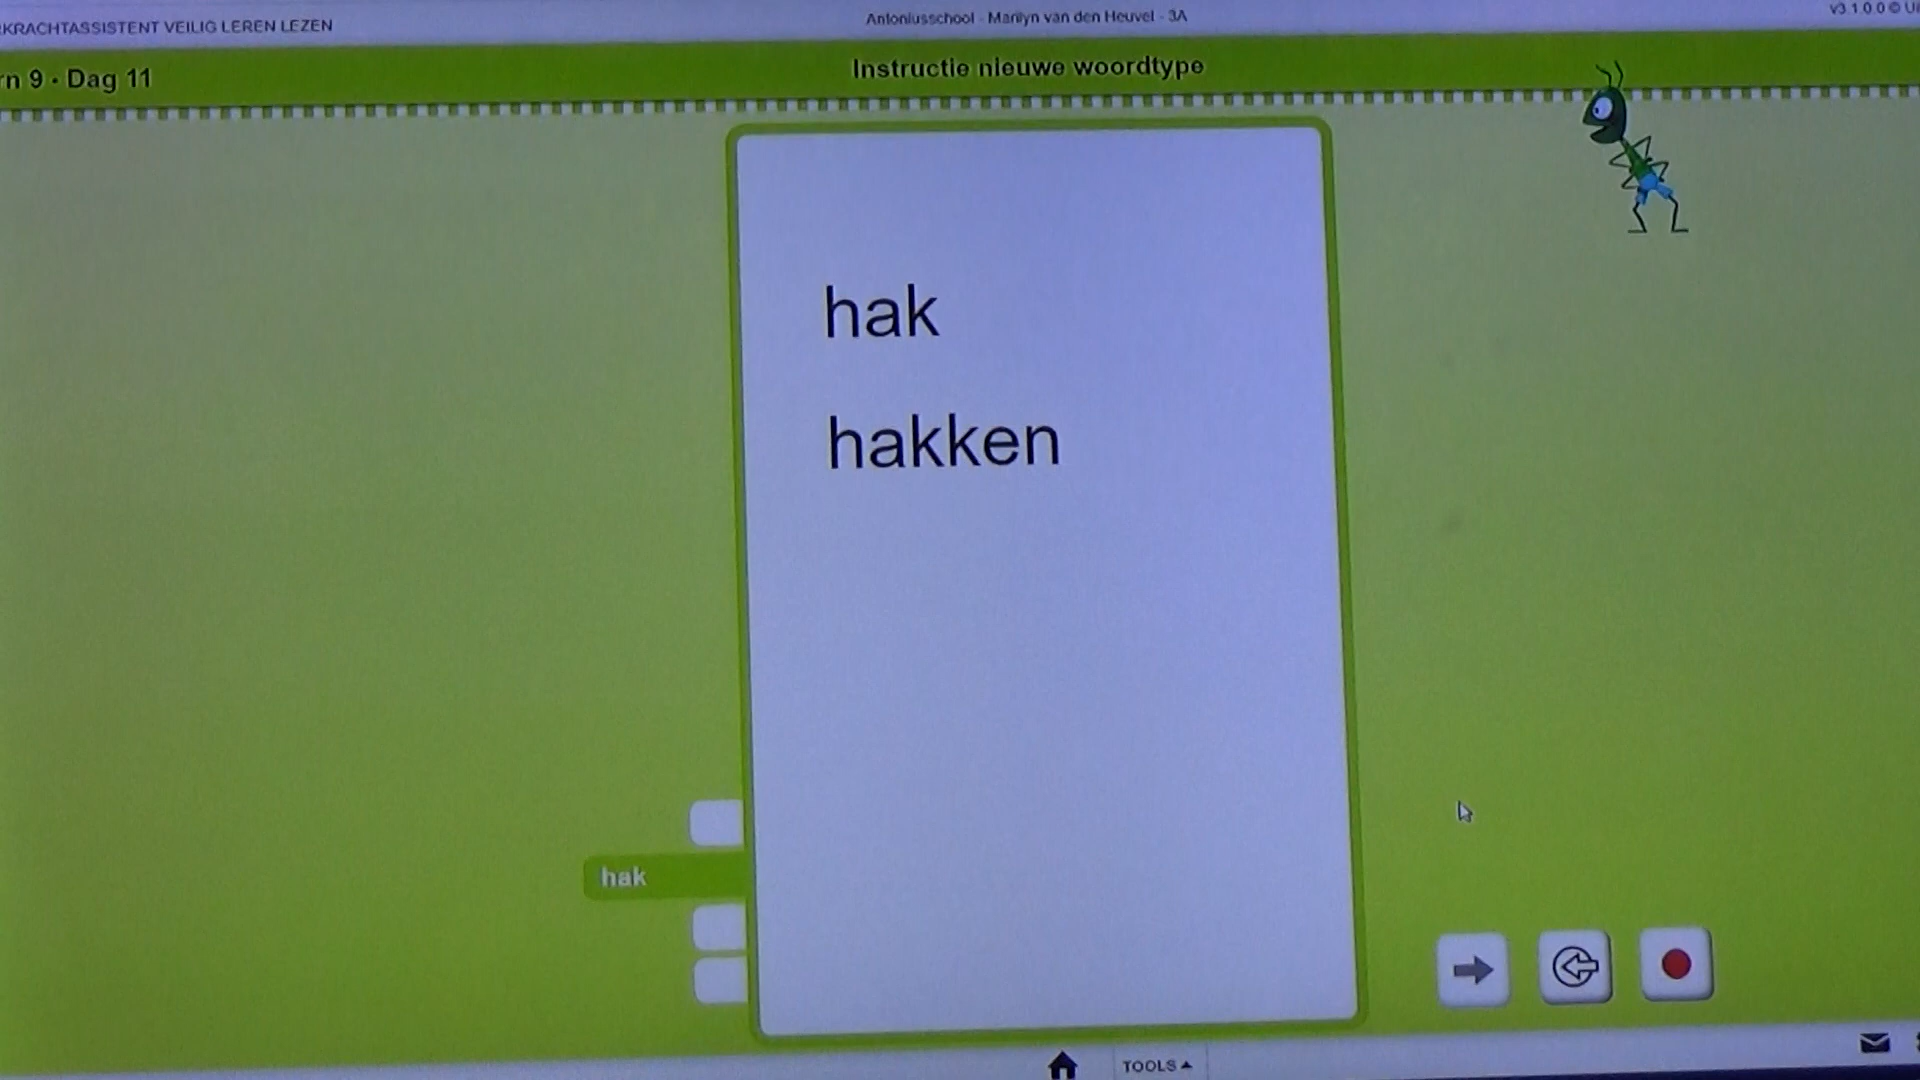 KRACHTASSISTENT VEILIG LEREN LEZEN
Antoniusschool - Marilyn van den Heuvel - 3A
v3.1.0.0 ©
rn 9 · Dag 11
Instructie nieuwe woordtype
hak
hakken
hak
TOOLS